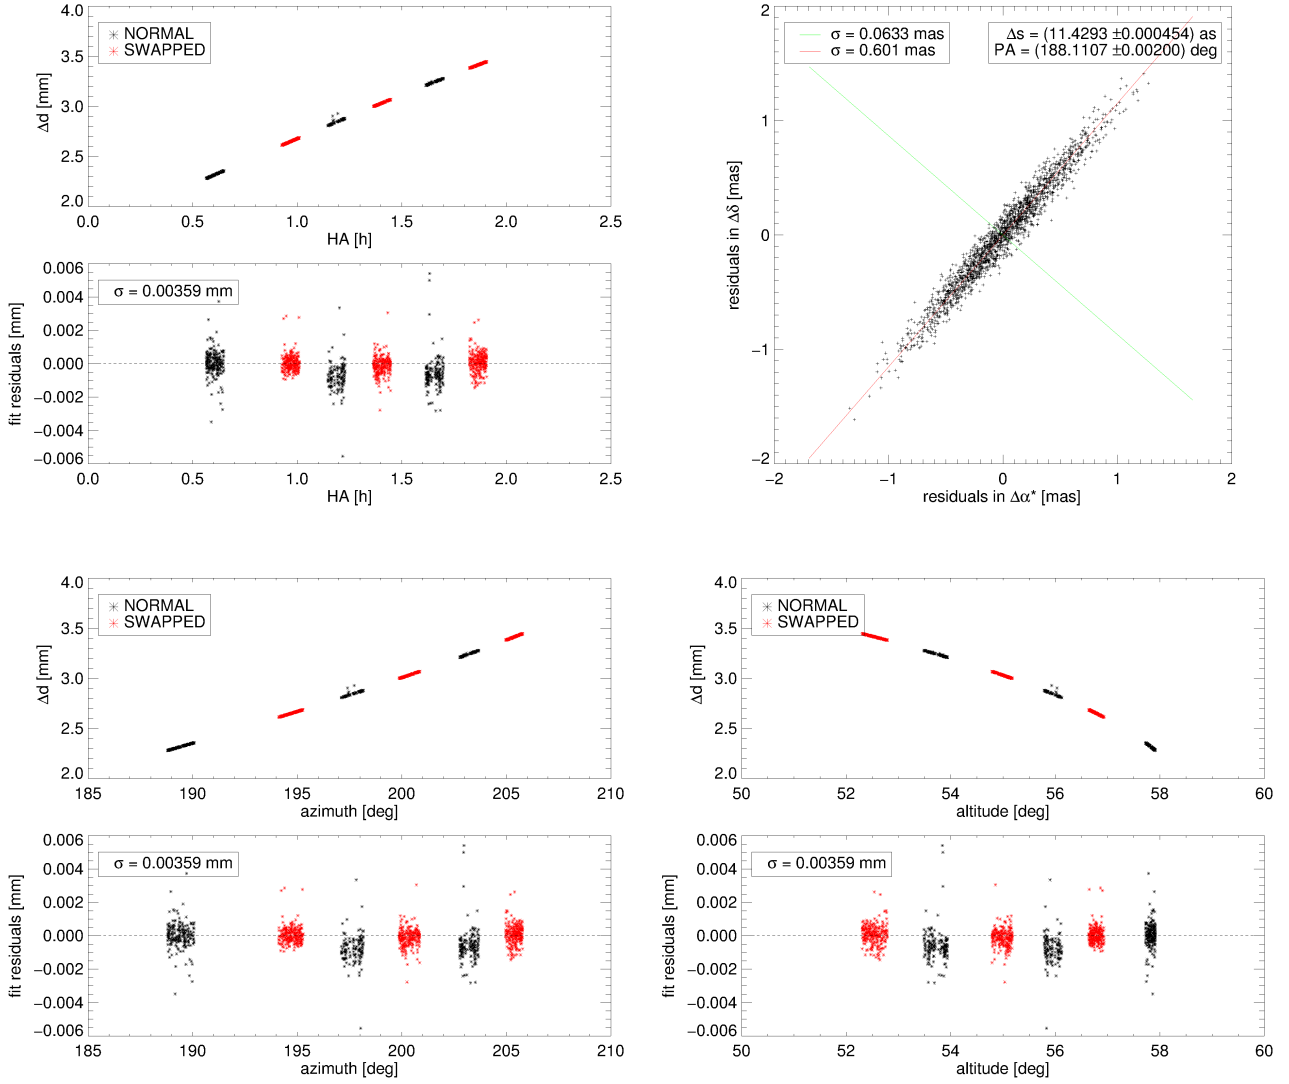 4.0
3.5
3.0
2.5
2.0
Δd [mm]
NORMAL
SWAPPED
0.0 0.5 1.0 1.5 2.0 2.5
HA [h]
0.006
0.004
0.002
0.000
−0.002
−0.004
−0.006
fit residuals [mm]
σ = 0.00359 mm
0.0 0.5 1.0 1.5 2.0 2.5
HA [h]
2
1
0
−1
−2
residuals in Δδ [mas]
σ = 0.0633 mas
σ = 0.601 mas
Δs = (11.4293 ±0.000454) as
PA = (188.1107 ±0.00200) deg
−2 −1 0 1 2
residuals in Δα* [mas]
4.0
3.5
3.0
2.5
2.0
Δd [mm]
NORMAL
SWAPPED
185 190 195 200 205 210
azimuth [deg]
0.006
0.004
0.002
0.000
−0.002
−0.004
−0.006
fit residuals [mm]
σ = 0.00359 mm
185 190 195 200 205 210
azimuth [deg]
4.0
3.5
3.0
2.5
2.0
Δd [mm]
NORMAL
SWAPPED
50 52 54 56 58 60
altitude [deg]
0.006
0.004
0.002
0.000
−0.002
−0.004
−0.006
fit residuals [mm]
σ = 0.00359 mm
50 52 54 56 58 60
altitude [deg]